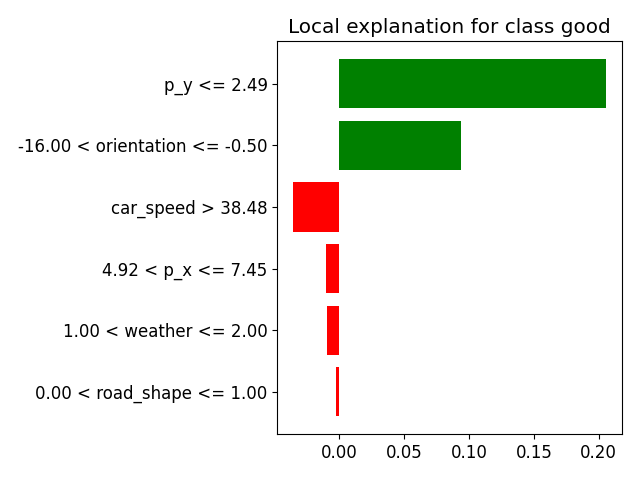 Local explanation for class good
p_y <= 2.49
-16.00 < orientation <= -0.50
car_speed > 38.48
4.92 < p_x <= 7.45
1.00 < weather <= 2.00
0.00 < road_shape <= 1.00
0.00 0.05 0.10 0.15 0.20